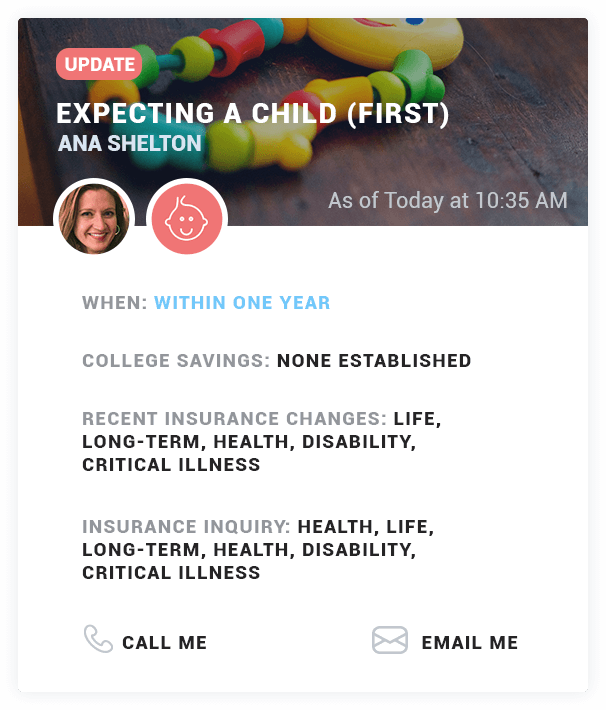 UPDATE
EXPECTING A CHILD (FIRST)
ANA SHELTON
As of Today at 10:35 AM
WHEN: WITHIN ONE YEAR
COLLEGE SAVINGS: NONE ESTABLISHED
RECENT INSURANCE CHANGES: LIFE,
LONG-TERM, HEALTH, DISABILITY,
CRITICAL ILLNESS
INSURANCE INQUIRY: HEALTH, LIFE,
LONG-TERM, HEALTH, DISABILITY,
CRITICAL ILLNESS
CALL ME
EMAIL ME